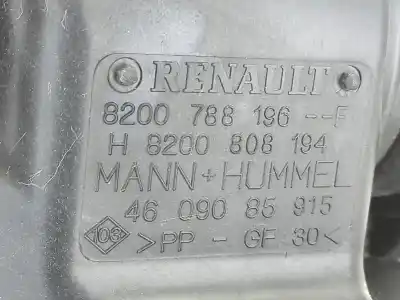 RENAULT
8200 788 196 --F
H 8200 808 194
MANN+HUMMEL
46 090 85 915
103 >PP - GF 30<